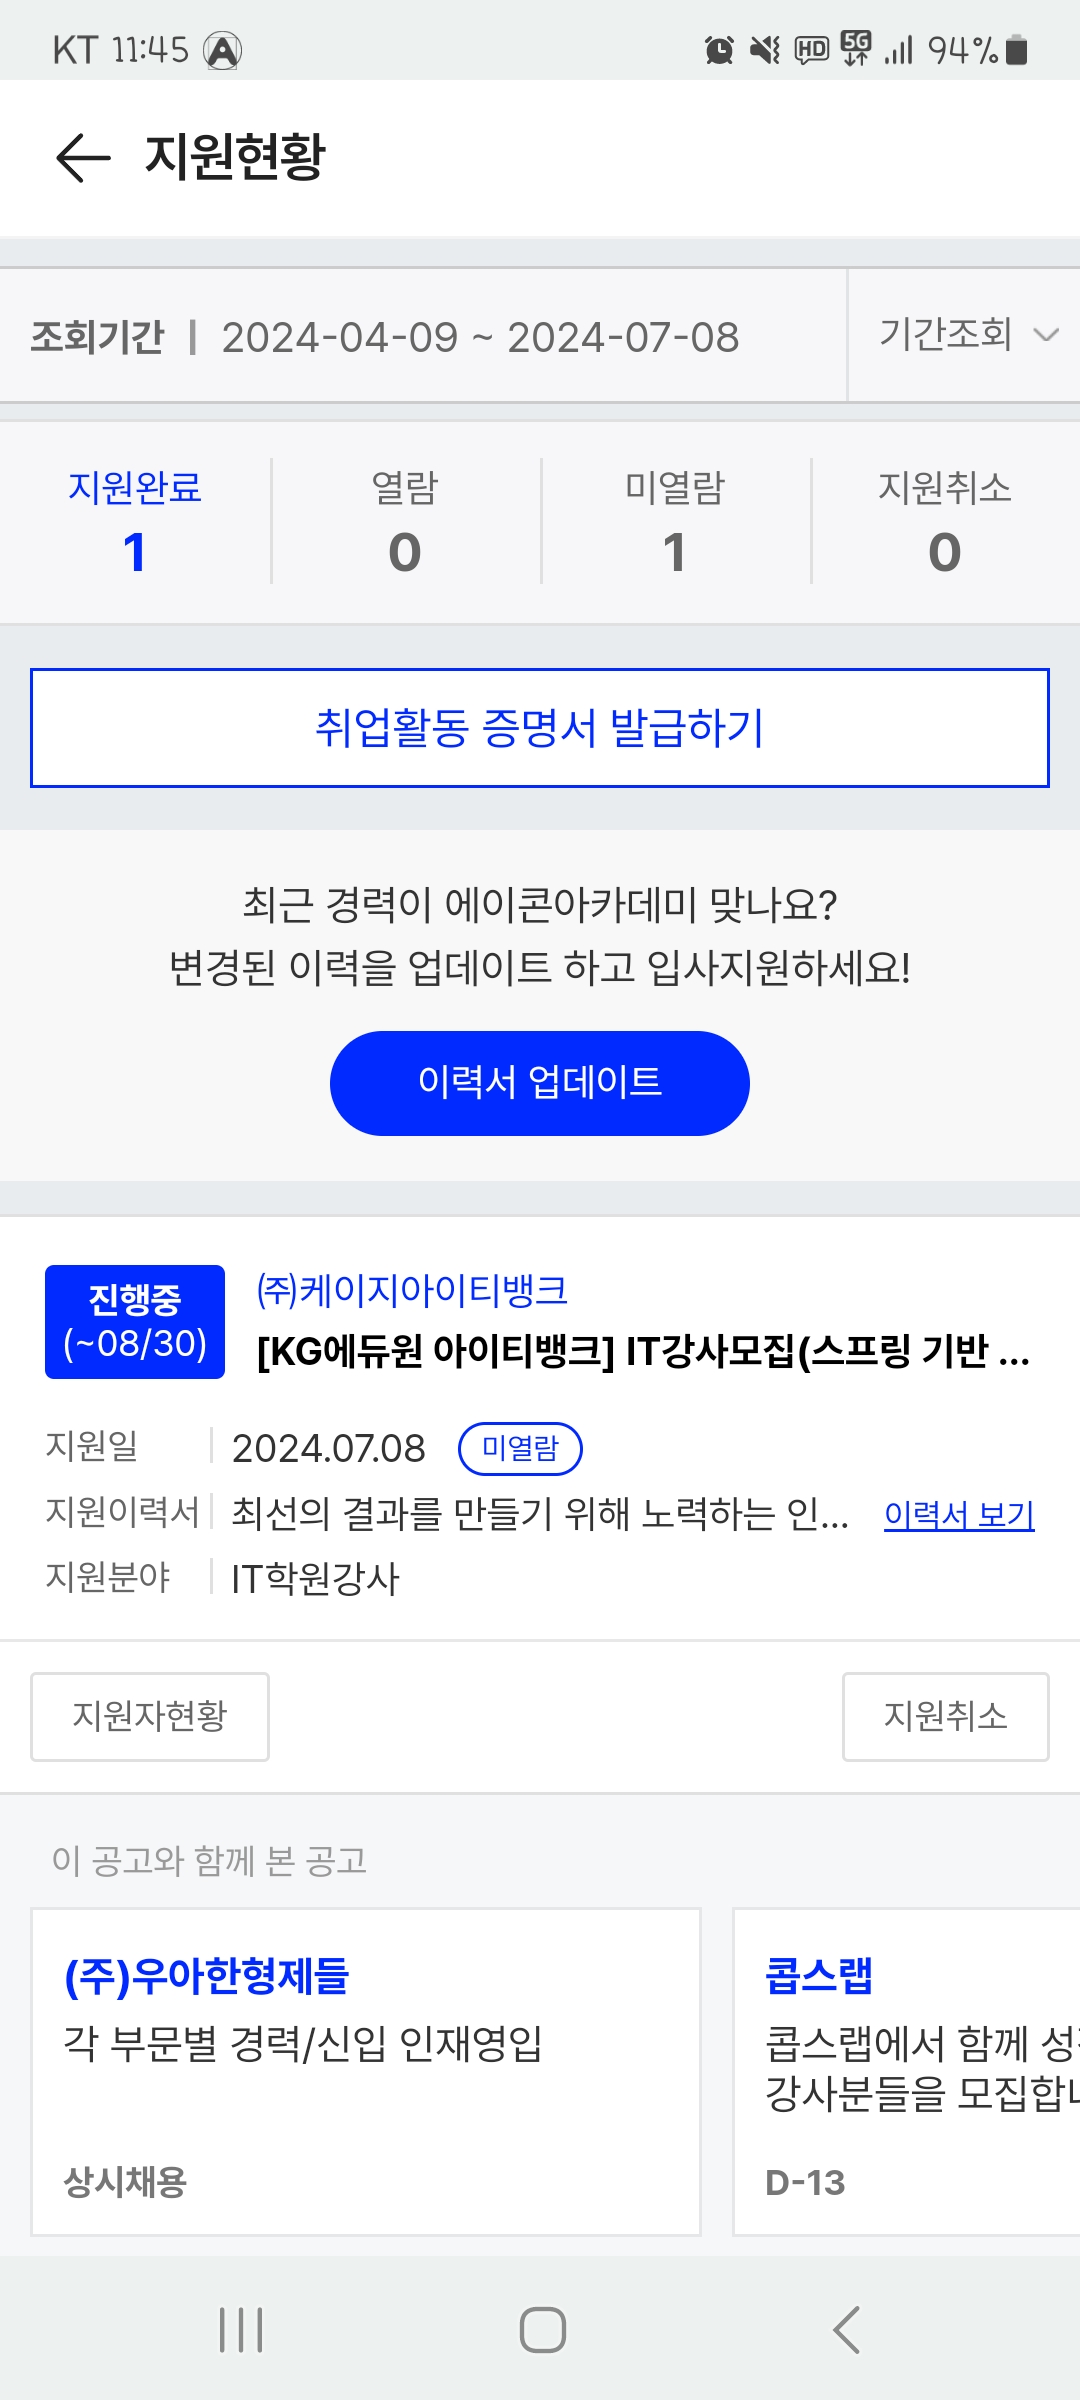 KT 11:45 A HD 5G 94%
지원현황
조회기간 | 2024-04-09 ~ 2024-07-08 기간조회
지원완료 열람 미열람 지원취소
1 0 1 0
취업활동 증명서 발급하기
최근 경력이 에이콘아카데미 맞나요?
변경된 이력을 업데이트 하고 입사지원하세요!
이력서 업데이트
진행중
(~08/30)
㈜케이지아이티뱅크
[KG에듀원 아이티뱅크] IT강사모집(스프링 기반 ...
지원일 2024.07.08 미열람
지원이력서 최선의 결과를 만들기 위해 노력하는 인... 이력서 보기
지원분야 IT학원강사
지원자현황 지원취소
이 공고와 함께 본 공고
(주)우아한형제들
각 부문별 경력/신입 인재영입
상시채용
콥스랩
콥스랩에서 함께
강사분들을
D-13